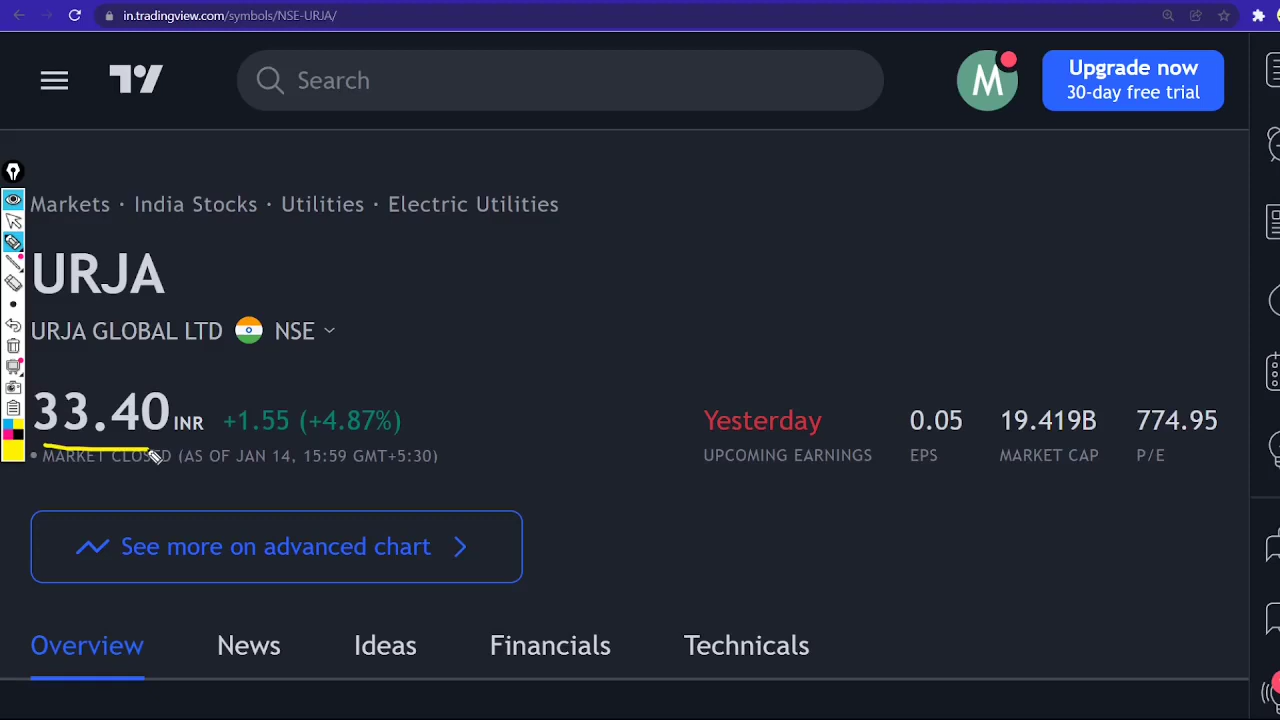 in.tradingview.com/symbols/NSE-URJA/
Search
M
Upgrade now
30-day free trial
Markets · India Stocks · Utilities · Electric Utilities
URJA
URJA GLOBAL LTD NSE
33.40 INR +1.55 (+4.87%)
• MARKET CLOSED (AS OF JAN 14, 15:59 GMT+5:30)
Yesterday
UPCOMING EARNINGS
0.05
EPS
19.419B
MARKET CAP
774.95
P/E
See more on advanced chart
Overview News Ideas Financials Technicals